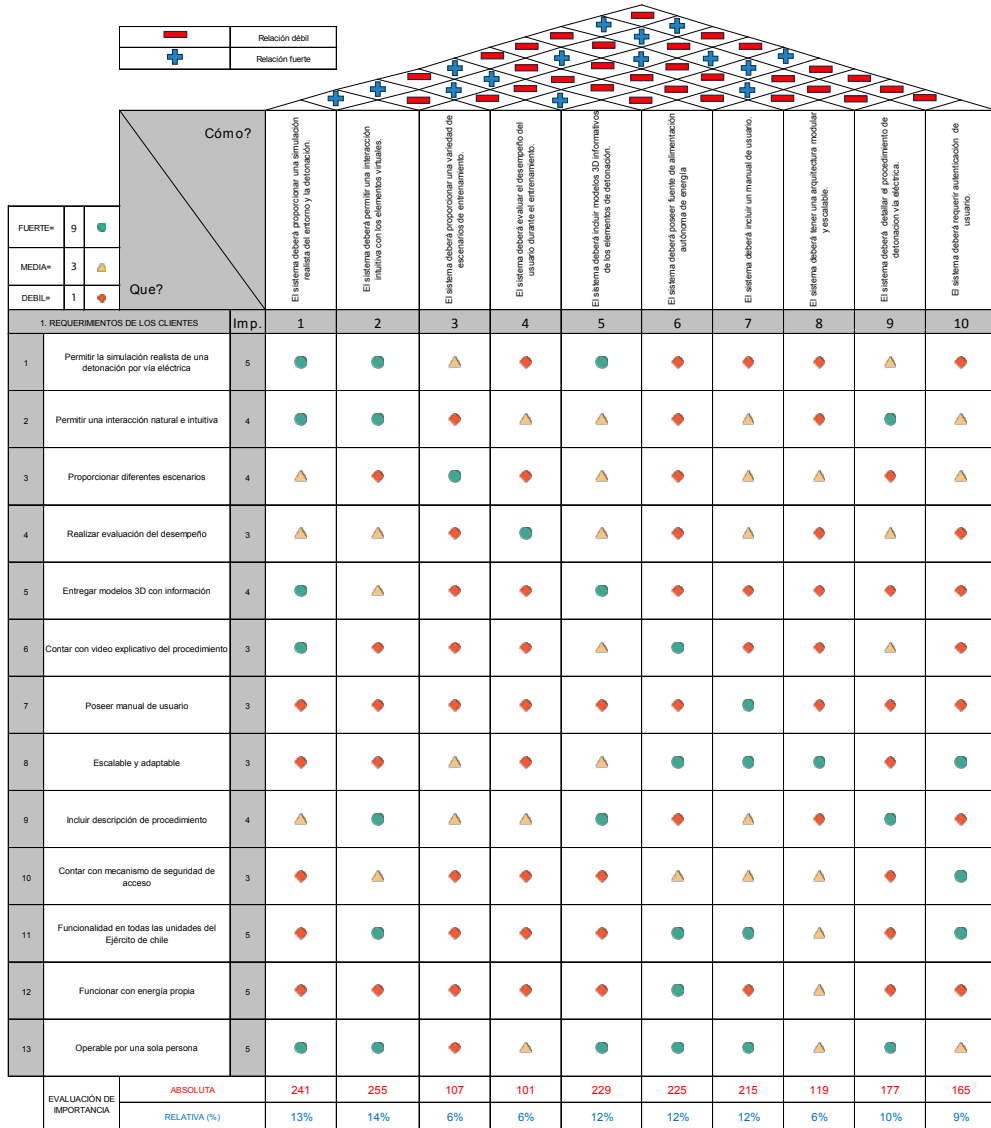 Relación débil
Relación fuerte
Cómo?
Que?
FUERTE= 9
MEDIA= 3
DEBIL= 1
El sistema deberá proporcionar una simulación
realista del entorno y la detonación.
El sistema deberá permitir una interacción
intuitiva con los elementos virtuales.
El sistema deberá proporcionar una variedad de
escenarios de entrenamiento.
El sistema deberá evaluar el desempeño del
usuario durante el entrenamiento.
El sistema deberá incluir modelos 3D informativos
de los elementos de detonación.
El sistema deberá poseer fuente de alimentación
autónoma de energía
El sistema deberá incluir un manual de usuario.
El sistema deberá tener una arquitectura modular
y escalable.
El sistema deberá detallar el procedimiento de
detonación vía eléctrica.
El sistema deberá requerir autenticación de
usuario.
1. REQUERIMIENTOS DE LOS CLIENTES Imp. 1 2 3 4 5 6 7 8 9 10
1 Permitir la simulación realista de una
detonación por vía eléctrica 5
2 Permitir una interacción natural e intuitiva 4
3 Proporcionar diferentes escenarios 4
4 Realizar evaluación del desempeño 3
5 Entregar modelos 3D con información 4
6 Contar con video explicativo del procedimiento 3
7 Poseer manual de usuario 3
8 Escalable y adaptable 3
9 Incluir descripción de procedimiento 4
10 Contar con mecanismo de seguridad de
acceso 3
11 Funcionalidad en todas las unidades del
Ejército de chile 5
12 Funcionar con energía propia 5
13 Operable por una sola persona 5
EVALUACIÓN DE
IMPORTANCIA
ABSOLUTA 241 255 107 101 229 225 215 119 177 165
RELATIVA (%) 13% 14% 6% 6% 12% 12% 12% 6% 10% 9%